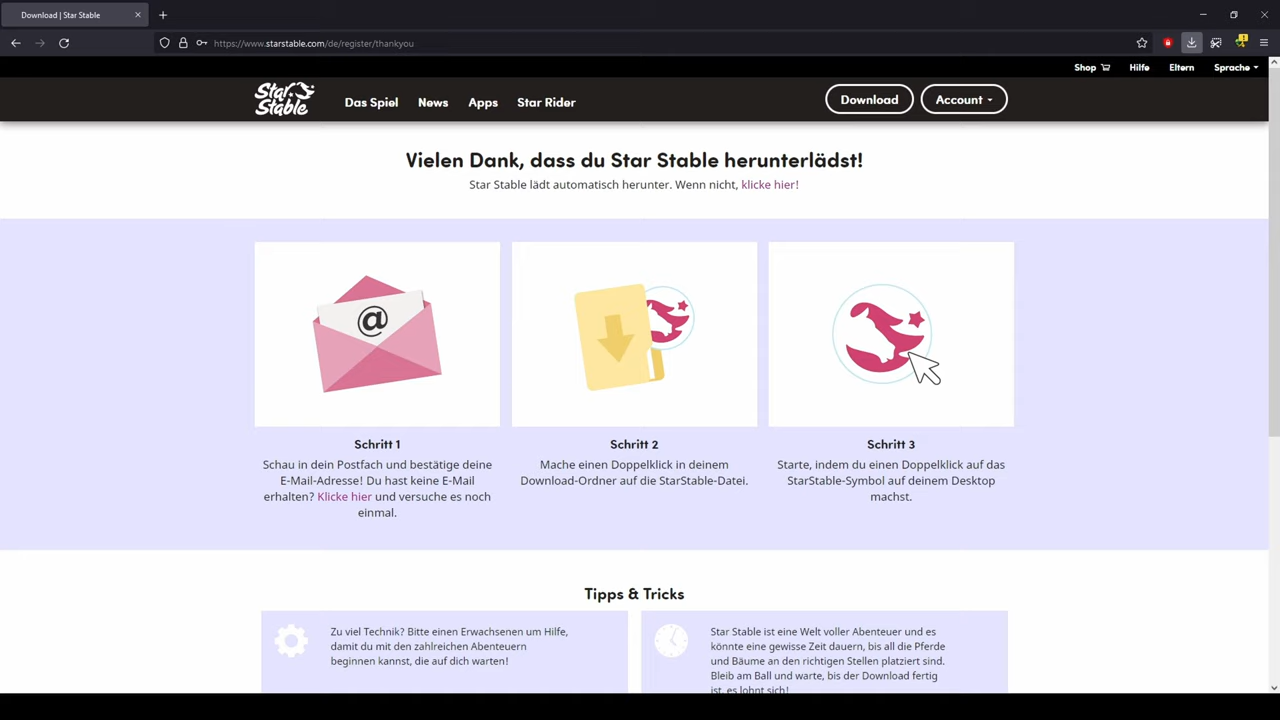 Download | Star Stable
https://www.starstable.com/de/register/thankyou
1
Shop Hilfe Eltern Sprache
Star Stable
Das Spiel News Apps Star Rider Download Account
Vielen Dank, dass du Star Stable herunterlädst!
Star Stable lädt automatisch herunter. Wenn nicht, klicke hier!
@
Schritt 1
Schau in dein Postfach und bestätige deine
E-Mail-Adresse! Du hast keine E-Mail
erhalten? Klicke hier und versuche es noch
einmal.
Schritt 2
Mache einen Doppelklick in deinem
Download-Ordner auf die StarStable-Datei.
Schritt 3
Starte, indem du einen Doppelklick auf das
StarStable-Symbol auf deinem Desktop
machst.
Tipps & Tricks
Zu viel Technik? Bitte einen Erwachsenen um Hilfe,
damit du mit den zahlreichen Abenteuern
beginnen kannst, die auf dich warten!
Star Stable ist eine Welt voller Abenteuer und es
könnte eine gewisse Zeit dauern, bis all die Pferde
und Bäume an den richtigen Stellen platziert sind.
Bleib am Ball und warte, bis der Download fertig
ist, es lohnt sich!